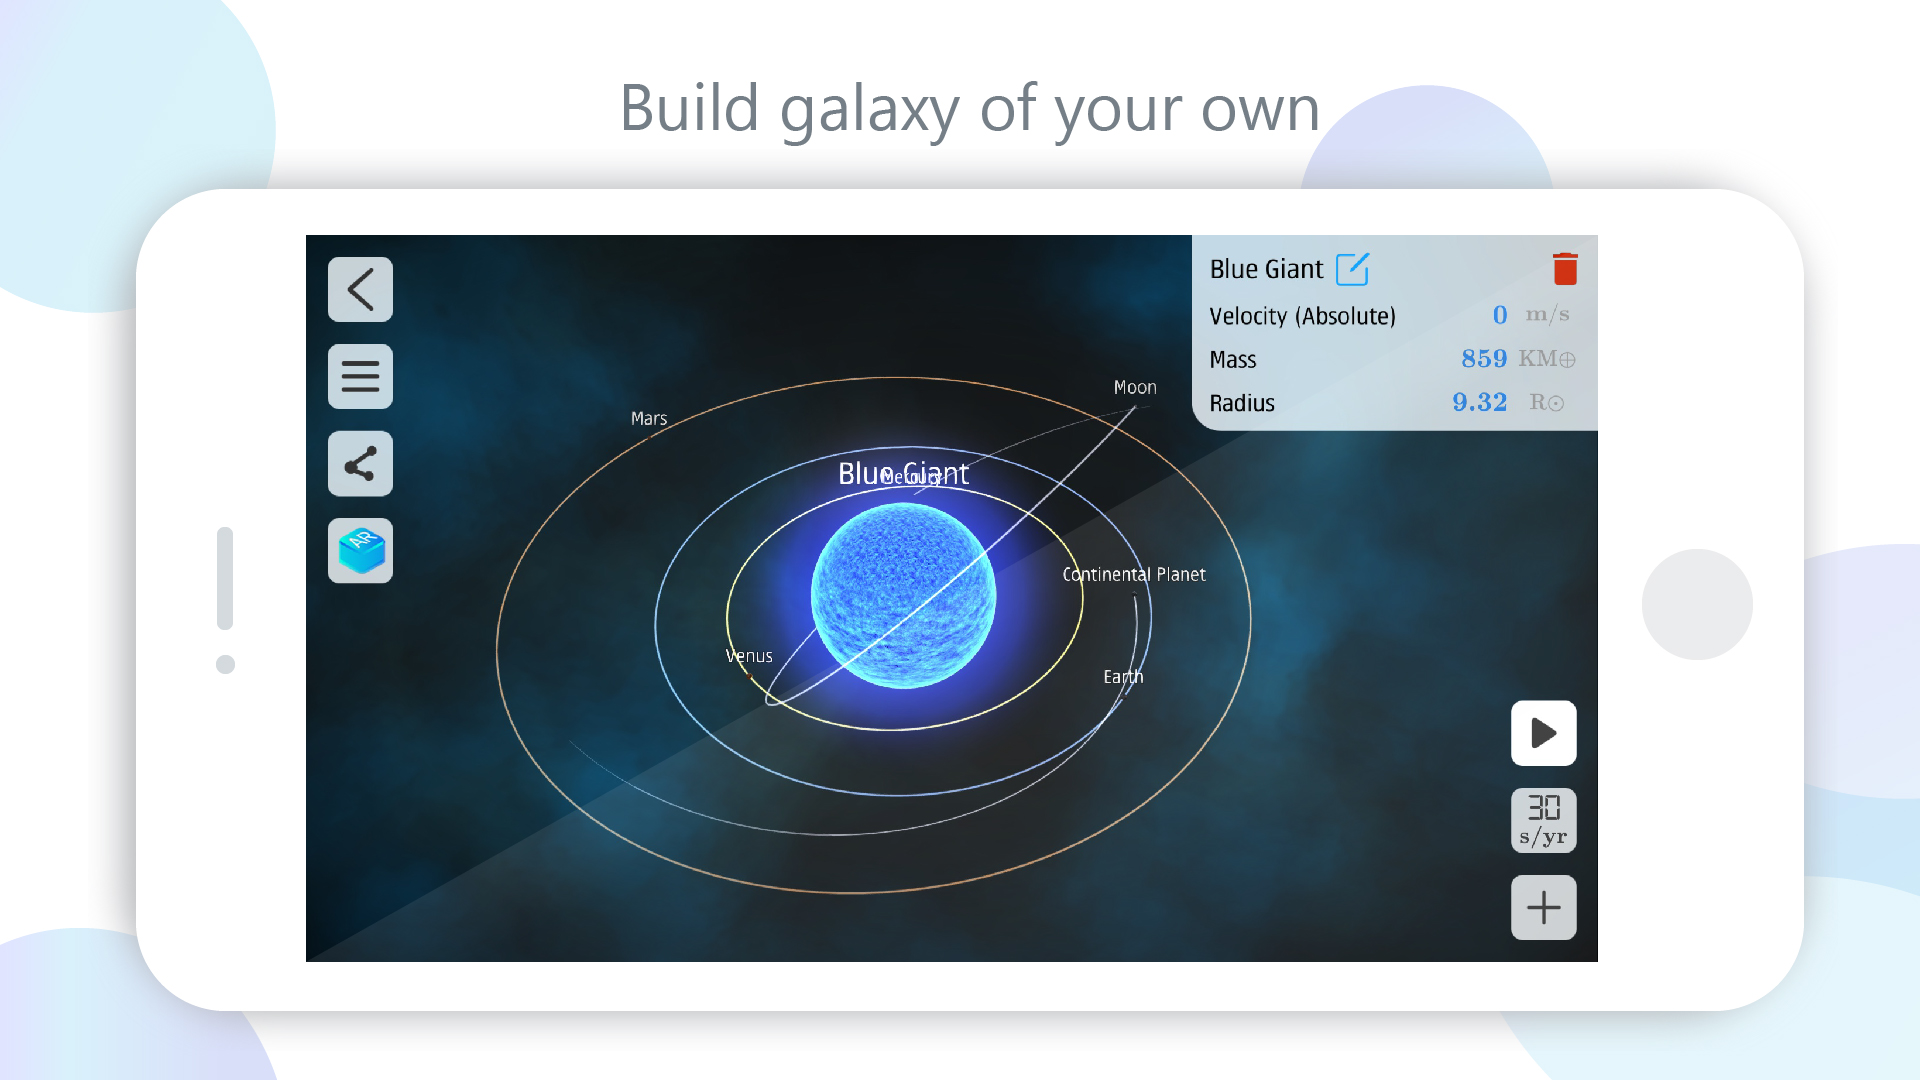 Build galaxy of your own
Blue Giant
Velocity (Absolute) 0 m/s
Mass 859 KM⊕
Radius 9.32 R⊙
Moon
Mars
Blue Giant
Mercury
Continental Planet
Venus
Earth
AR
30
s/yr